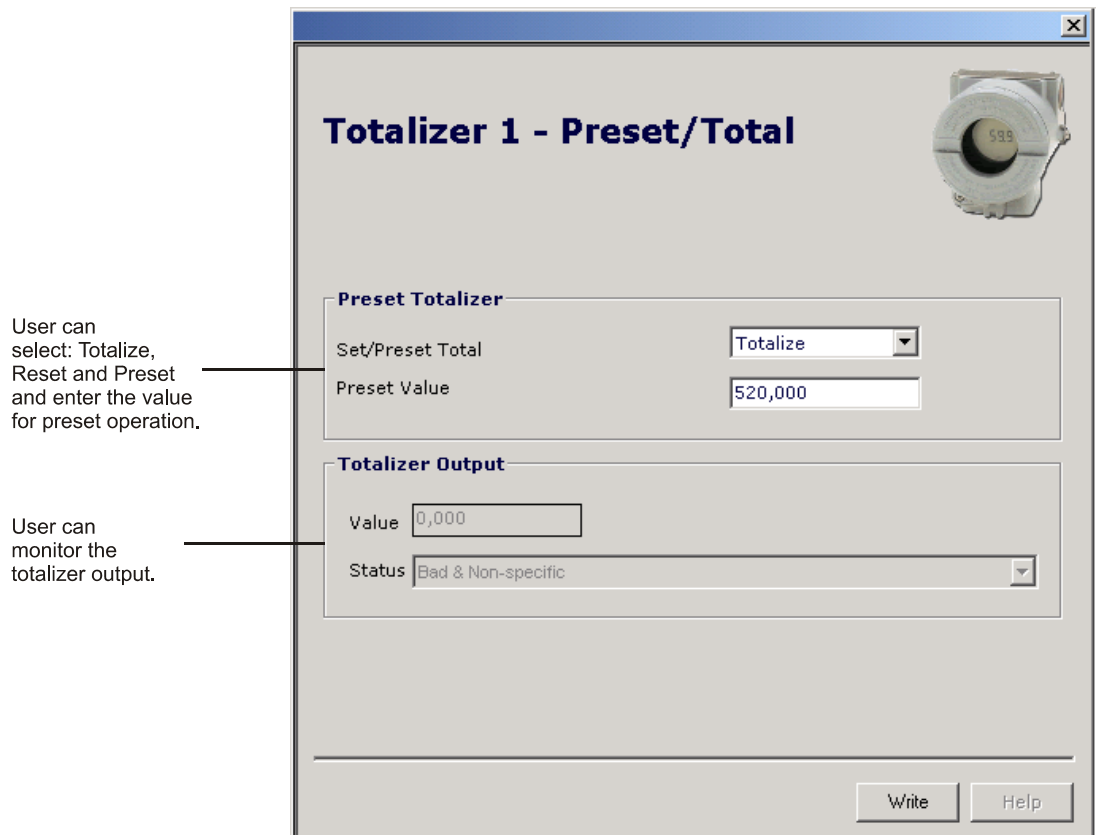 Totalizer 1 - Preset/Total
59.9
User can
select: Totalize,
Reset and Preset
and enter the value
for preset operation.
Preset Totalizer
Set/Preset Total
Totalize
Preset Value
520,000
User can
monitor the
totalizer output.
Totalizer Output
Value
0,000
Status
Bad & Non-specific
Write
Help